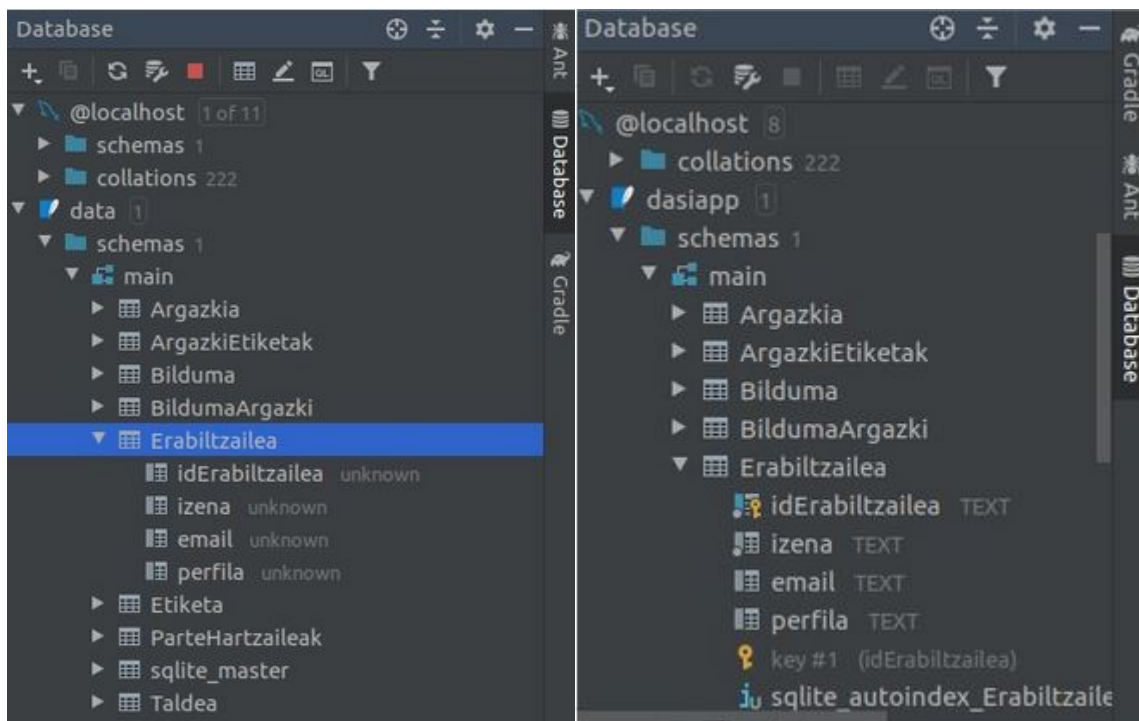 Database
Ant
Database
Gradle
@localhost 1 of 11
schemas 1
collations 222
data 1
schemas 1
main
Argazkia
ArgazkiEtiketak
Bilduma
BildumaArgazki
Erabiltzailea
idErabiltzailea unknown
izena unknown
email unknown
perfila unknown
Etiketa
ParteHartzaileak
sqlite_master
Taldea
Database
Gradle
Ant
Database
@localhost 8
collations 222
dasiapp 1
schemas 1
main
Argazkia
ArgazkiEtiketak
Bilduma
BildumaArgazki
Erabiltzailea
idErabiltzailea TEXT
izena TEXT
email TEXT
perfila TEXT
key #1 (idErabiltzailea)
sqlite_autoindex_Erabiltzaile